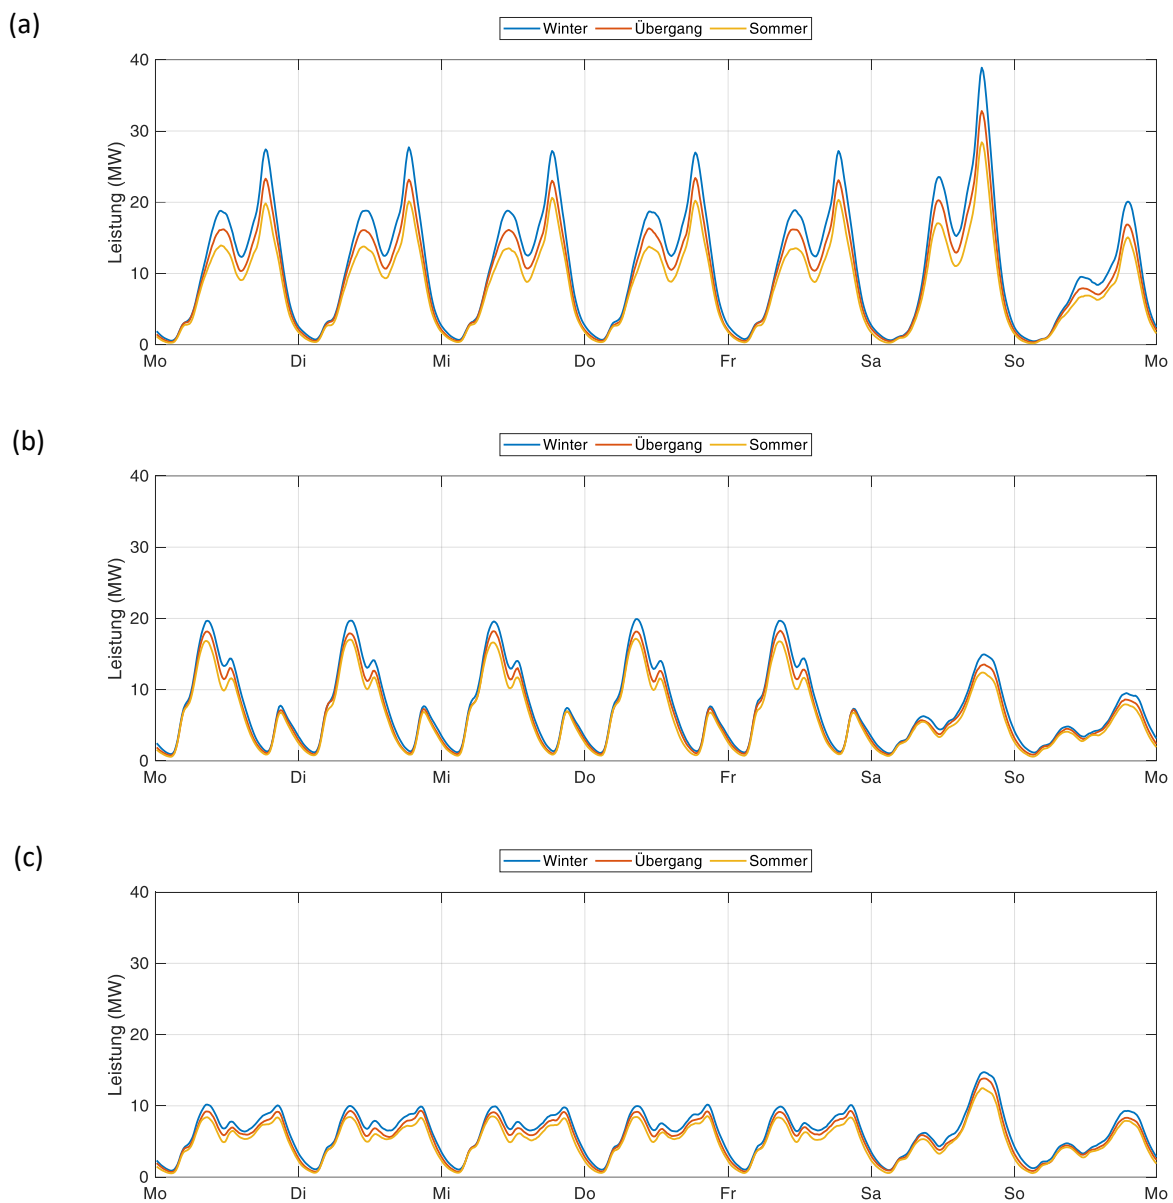 (a)
Winter Übergang Sommer
40
30
20
10
0
Leistung (MW)
Mo Di Mi Do Fr Sa So Mo
(b)
Winter Übergang Sommer
40
30
20
10
0
Leistung (MW)
Mo Di Mi Do Fr Sa So Mo
(c)
Winter Übergang Sommer
40
30
20
10
0
Leistung (MW)
Mo Di Mi Do Fr Sa So Mo